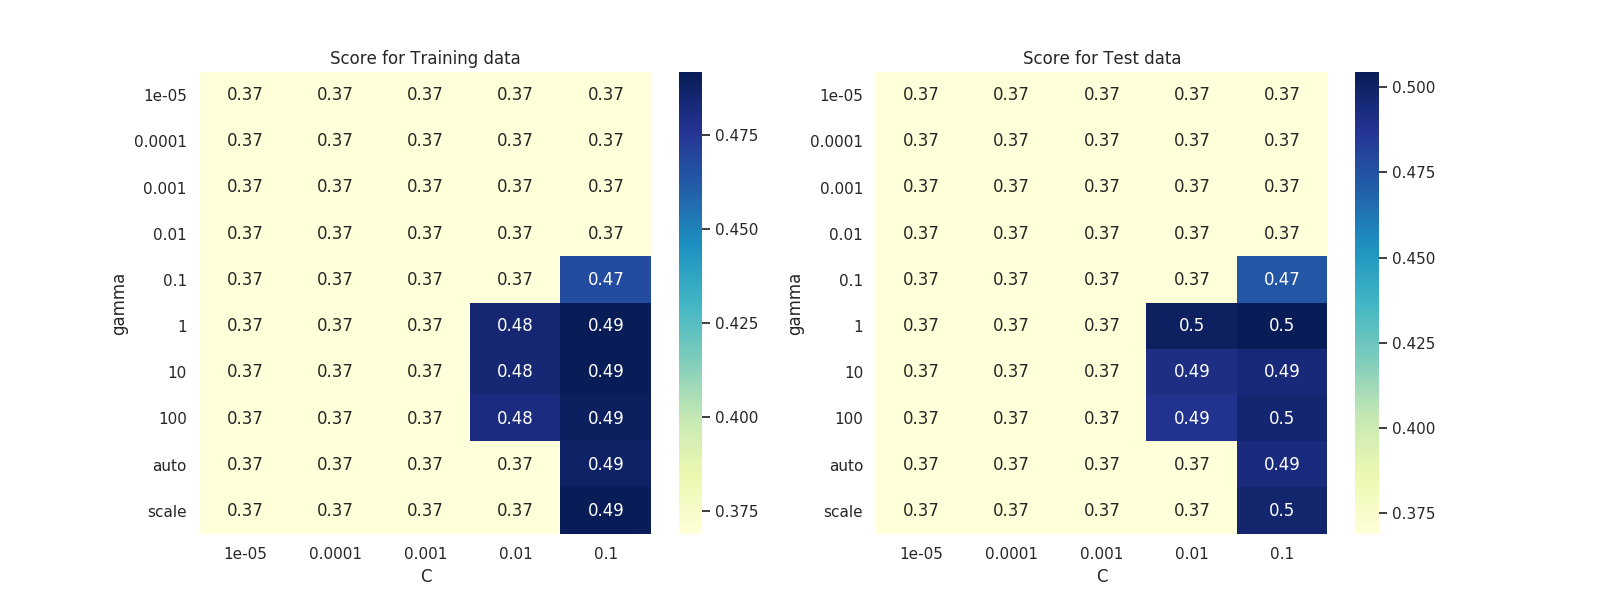 Score for Training data
gamma
1e-05 0.37 0.37 0.37 0.37 0.37
0.0001 0.37 0.37 0.37 0.37 0.37
0.001 0.37 0.37 0.37 0.37 0.37
0.01 0.37 0.37 0.37 0.37 0.37
0.1 0.37 0.37 0.37 0.37 0.47
1 0.37 0.37 0.37 0.48 0.49
10 0.37 0.37 0.37 0.48 0.49
100 0.37 0.37 0.37 0.48 0.49
auto 0.37 0.37 0.37 0.37 0.49
scale 0.37 0.37 0.37 0.37 0.49
1e-05 0.0001 0.001 0.01 0.1
C
0.475
0.450
0.425
0.400
0.375
Score for Test data
gamma
1e-05 0.37 0.37 0.37 0.37 0.37
0.0001 0.37 0.37 0.37 0.37 0.37
0.001 0.37 0.37 0.37 0.37 0.37
0.01 0.37 0.37 0.37 0.37 0.37
0.1 0.37 0.37 0.37 0.37 0.47
1 0.37 0.37 0.37 0.5 0.5
10 0.37 0.37 0.37 0.49 0.49
100 0.37 0.37 0.37 0.49 0.5
auto 0.37 0.37 0.37 0.37 0.49
scale 0.37 0.37 0.37 0.37 0.5
1e-05 0.0001 0.001 0.01 0.1
C
0.500
0.475
0.450
0.425
0.400
0.375